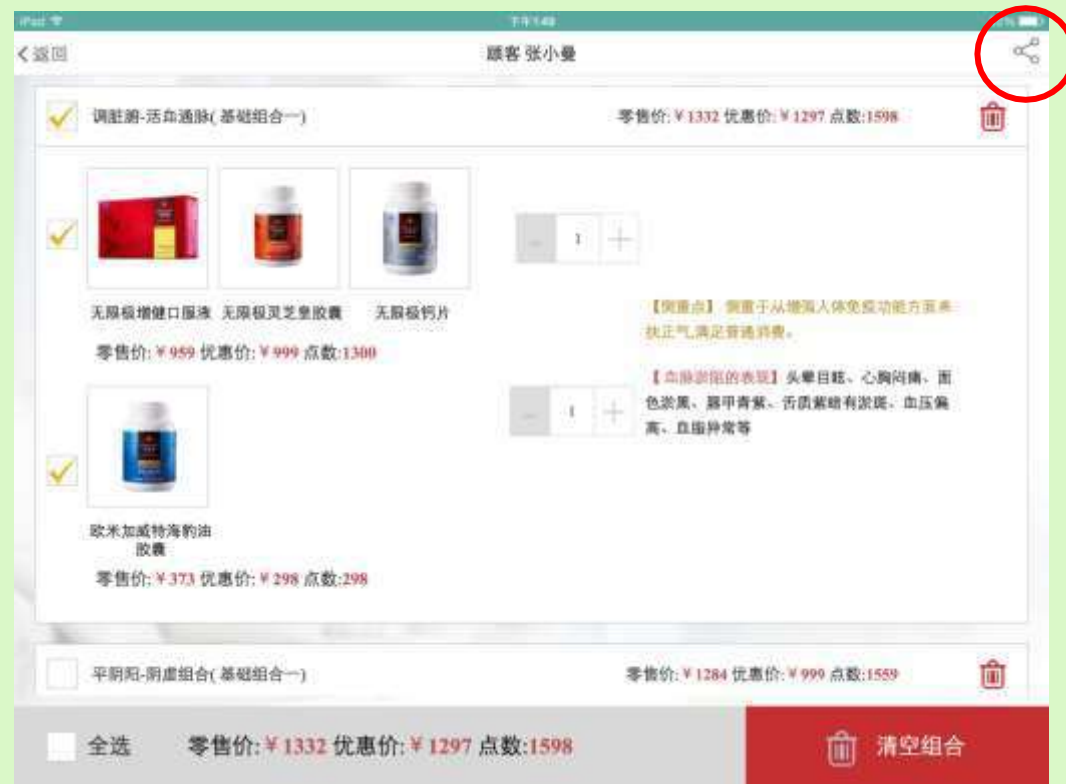 iPad
下午1:48
返回
顾客 张小曼
调脏腑-活血通脉( 基础组合一)
零售价:￥1332 优惠价:￥1297 点数:1598
- 1 +
无限极增健口服液 无限极灵芝皇胶囊 无限极钙片
零售价:￥959 优惠价:￥999 点数:1300
【侧重点】 侧重于从增强人体免疫功能方面来
扶正气,满足普通消费。
【 血脉淤阻的表现】头晕目眩、心胸闷痛、面
色淤黑、唇甲青紫、舌质紫暗有淤斑、血压偏
高、血脂异常等
- 1 +
欧米加威特海豹油
胶囊
零售价:￥373 优惠价:￥298 点数:298
平阴阳-阴虚组合( 基础组合一)
零售价:￥1284 优惠价:￥999 点数:1559
全选
零售价:￥1332 优惠价:￥1297 点数:1598
清空组合